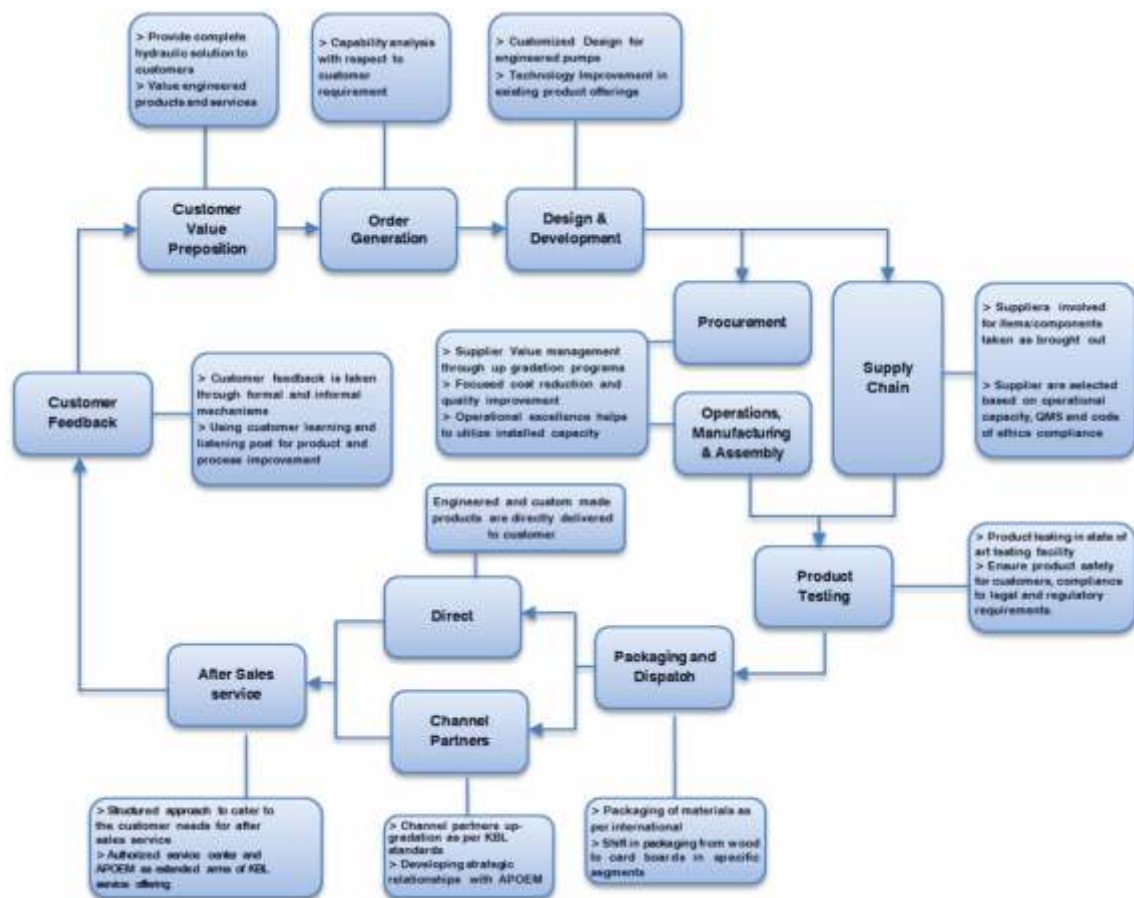 > Provide complete
hydraulic solution to
customers
> Value engineered
products and services
> Capability analysis
with respect to
customer
requirement
> Customized Design for
engineered pumps
> Technology Improvement in
existing product offerings
Customer
Value
Preposition
Order
Generation
Design &
Development
Procurement
Supply
Chain
> Suppliers involved
for items/components
taken as brought out
> Supplier are selected
based on operational
capacity, QMS and code
of ethics compliance
> Supplier Value management
through up gradation programs
> Focused cost reduction and
quality improvement
> Operational excellence helps
to utilize installed capacity
Operations,
Manufacturing
& Assembly
Customer
Feedback
> Customer feedback is taken
through formal and informal
mechanisms
> Using customer learning and
listening post for product and
process improvement
Engineered and custom made
products are directly delivered
to customer
Product
Testing
> Product testing in state of
art testing facility
> Ensure product safety
for customers, compliance
to legal and regulatory
requirements.
Direct
Packaging and
Dispatch
After Sales
service
Channel
Partners
> Structured approach to cater to
the customer needs for after
sales service
> Authorized service center and
APOEM as extended arms of KBL
service offering
> Channel partners up-
gradation as per KBL
standards
> Developing strategic
relationships with APOEM
> Packaging of materials as
per international
> Shift in packaging from wood
to card boards in specific
segments